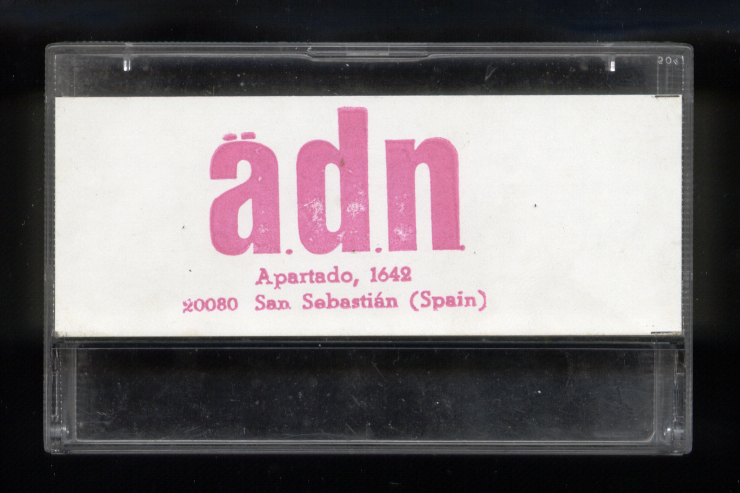 ä.d.n.
Apartado, 1642
20080 San Sebastián (Spain)